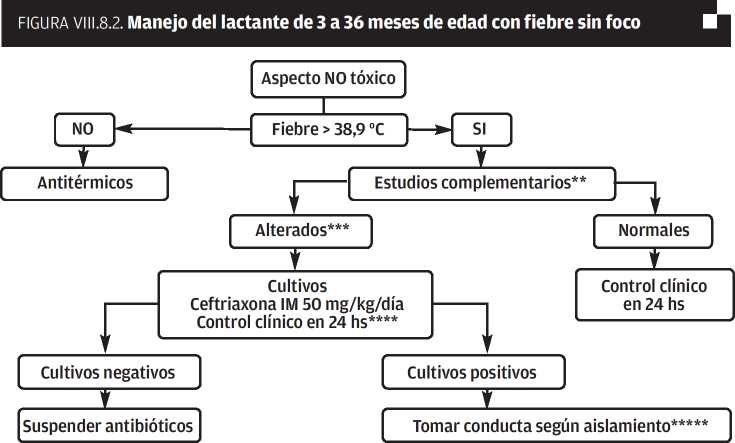 FIGURA VIII.8.2. Manejo del lactante de 3 a 36 meses de edad con fiebre sin foco
Aspecto NO tóxico
NO
Fiebre > 38,9 ºC
SI
Antitérmicos
Estudios complementarios**
Alterados***
Normales
Cultivos
Ceftriaxona IM 50 mg/kg/día
Control clínico en 24 hs****
Control clínico
en 24 hs
Cultivos negativos
Cultivos positivos
Suspender antibióticos
Tomar conducta según aislamiento*****